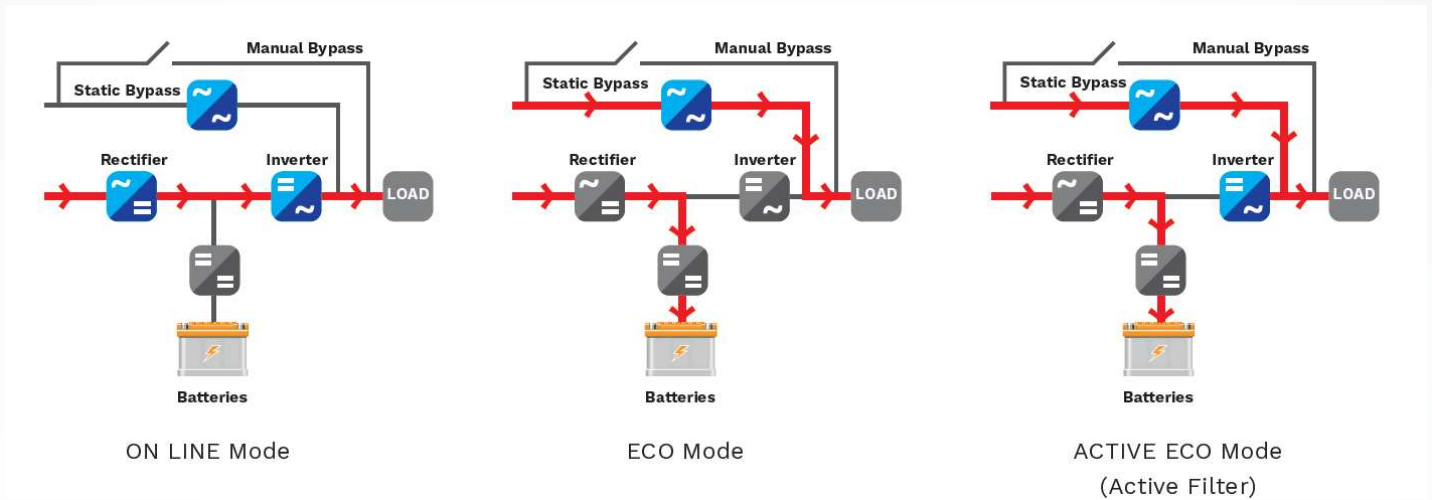 Manual Bypass
Static Bypass
Rectifier
Inverter
LOAD
Batteries
ON LINE Mode
Manual Bypass
Static Bypass
Rectifier
Inverter
LOAD
Batteries
ECO Mode
Manual Bypass
Static Bypass
Rectifier
Inverter
LOAD
Batteries
ACTIVE ECO Mode
(Active Filter)